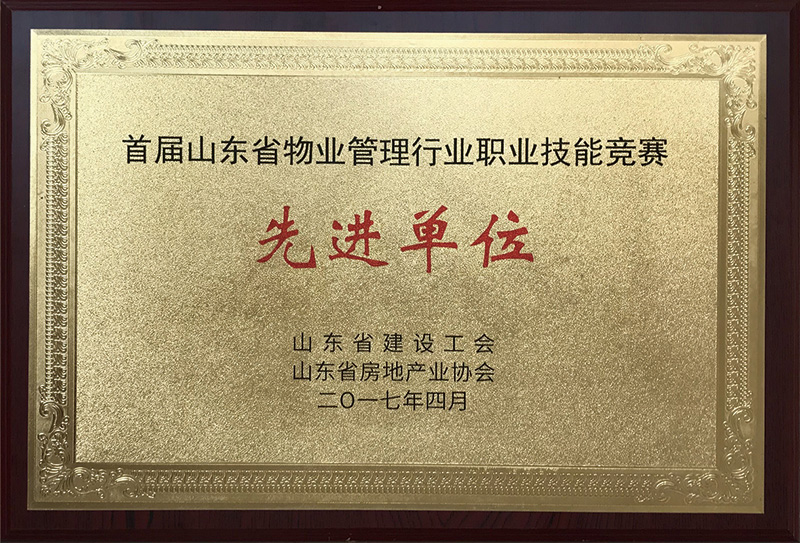 首届山东省物业管理行业职业技能竞赛
先进单位
山东省建设工会
山东省房地产业协会
二〇一七年四月